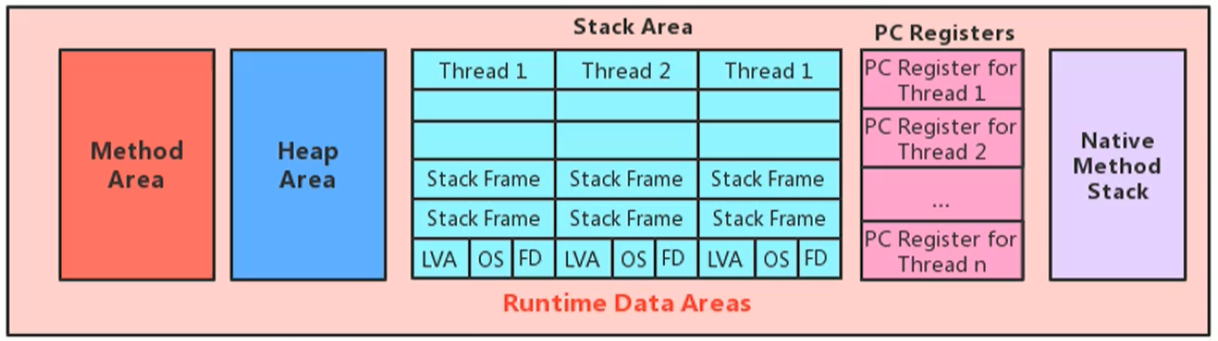 Stack Area
PC Registers
Method
Area
Heap
Area
Thread 1
Thread 2
Thread 1
Stack Frame
Stack Frame
Stack Frame
Stack Frame
Stack Frame
Stack Frame
LVA
OS
FD
LVA
OS
FD
LVA
OS
FD
PC Register for
Thread 1
PC Register for
Thread 2
...
PC Register for
Thread n
Native
Method
Stack
Runtime Data Areas